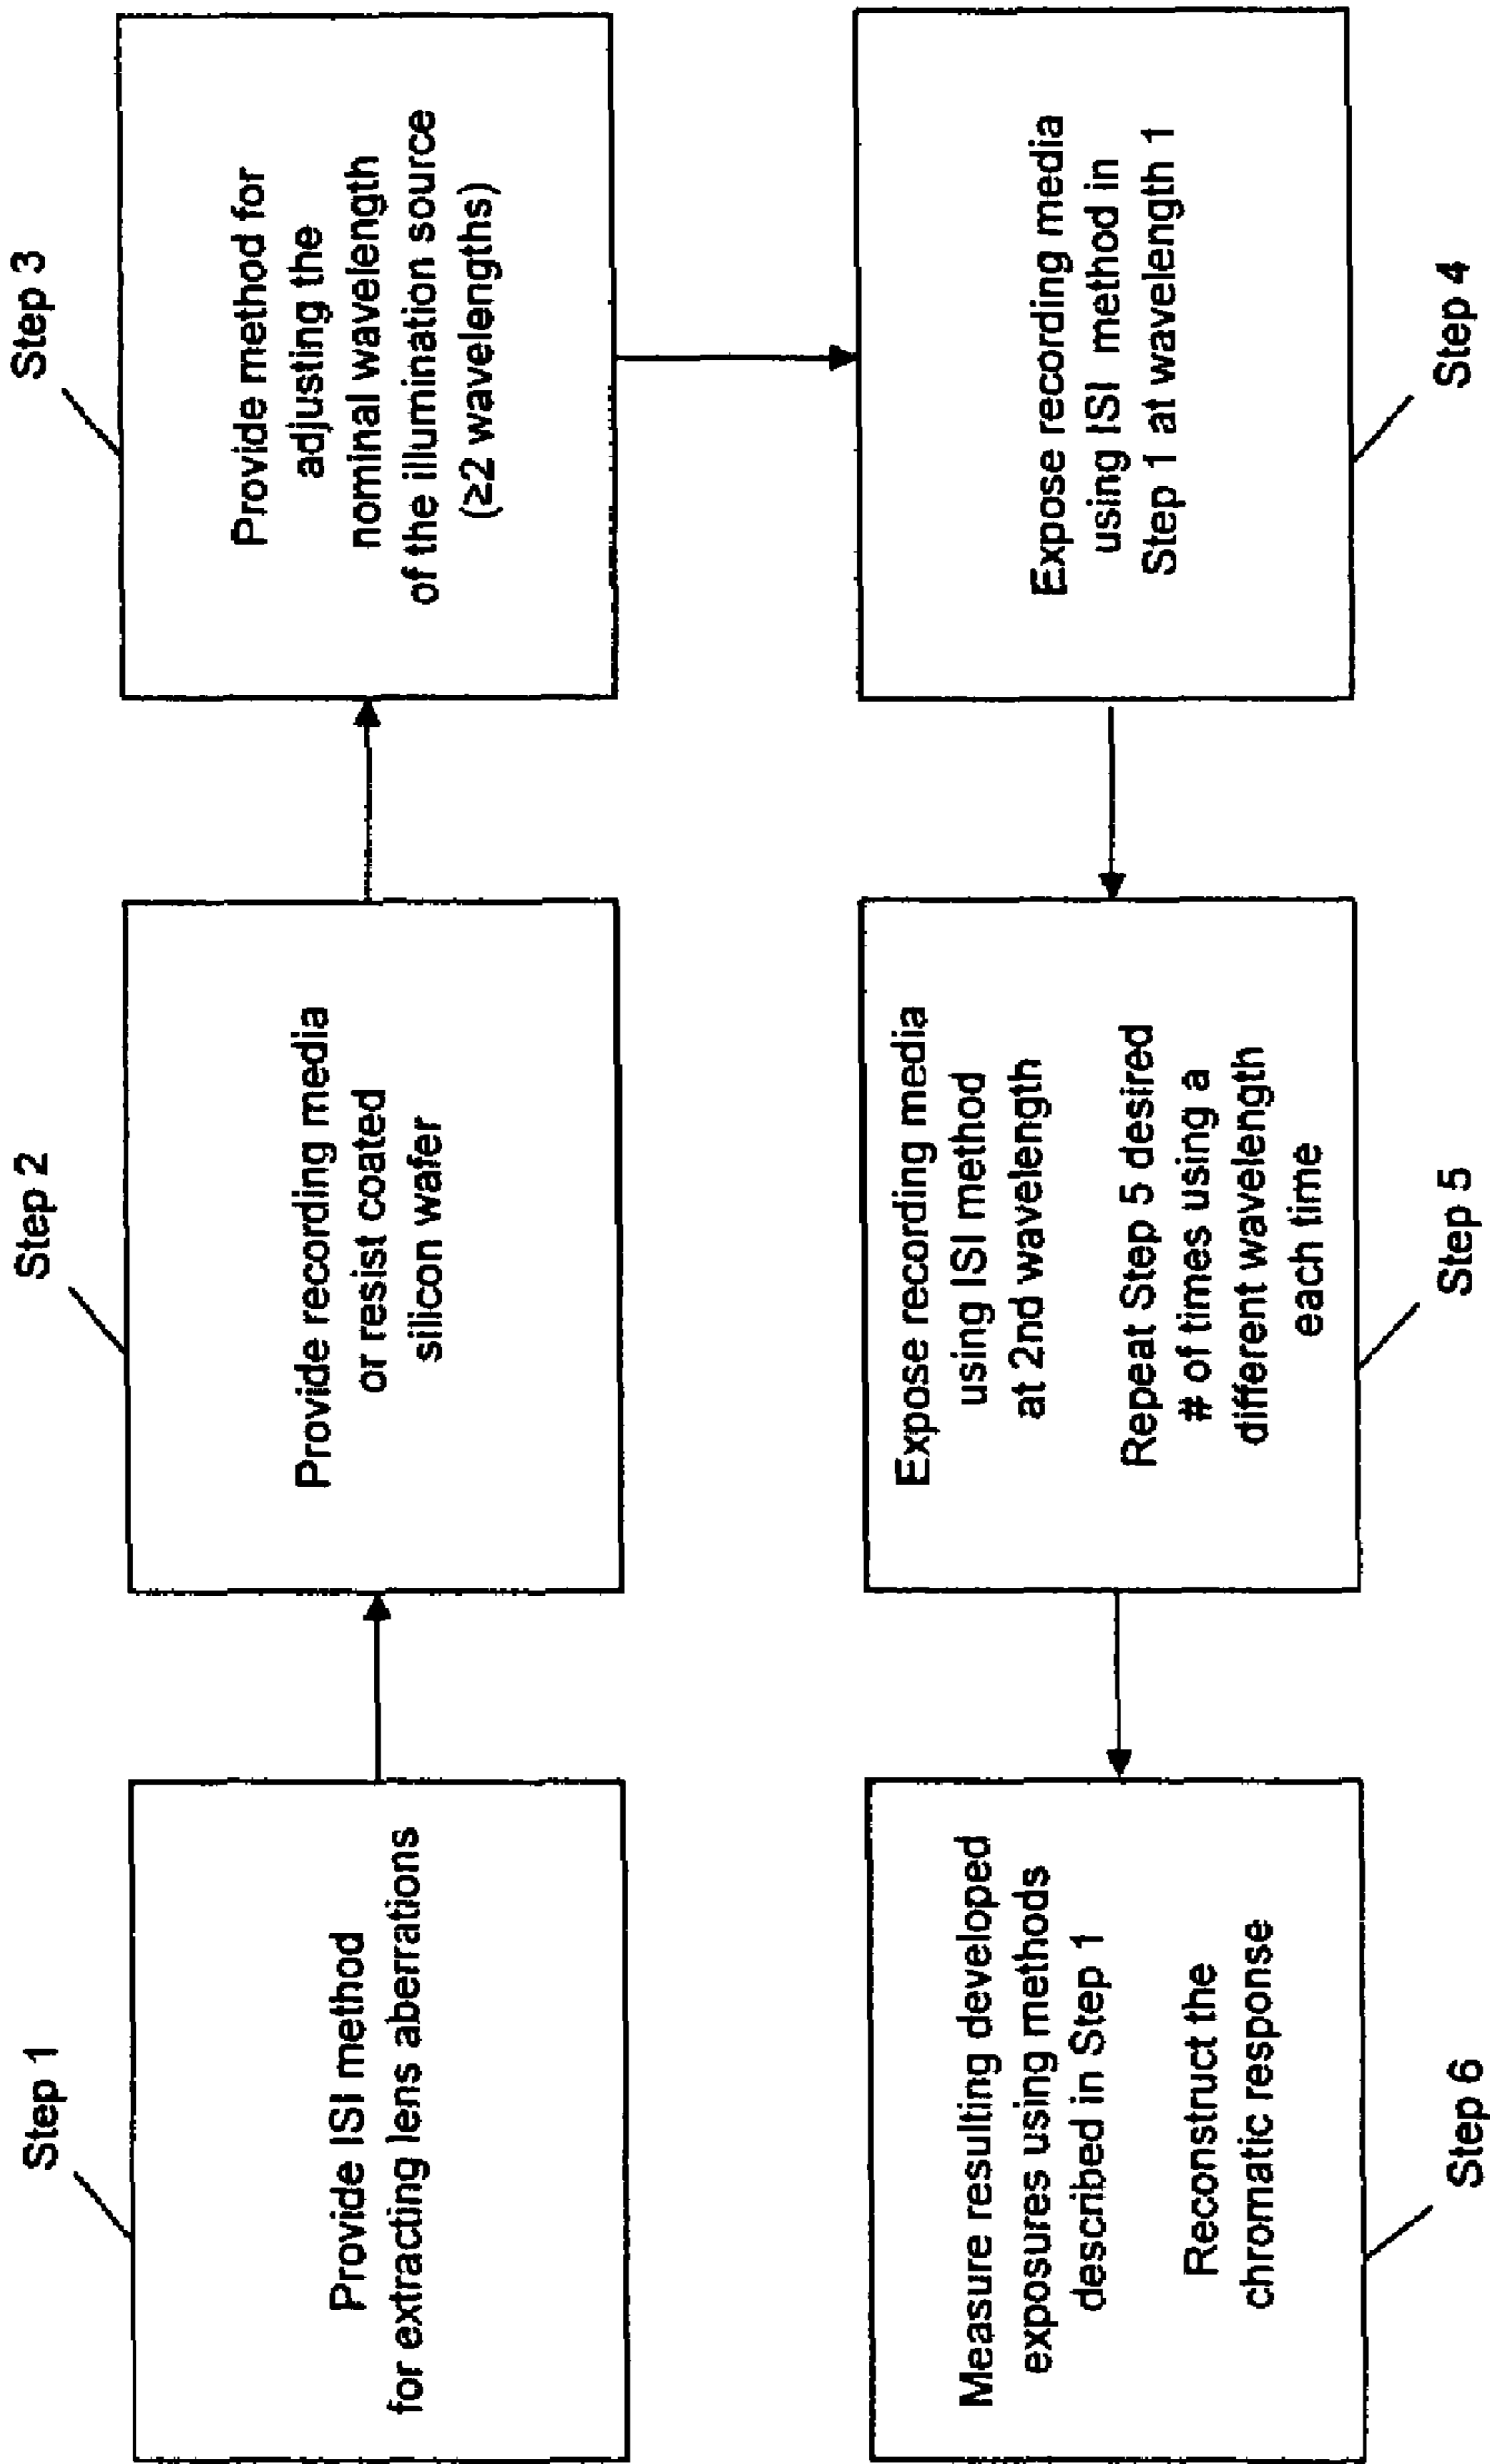 Step 1
Provide ISI method
for extracting lens aberrations
Step 2
Provide recording media
or resist coated
silicon wafer
Step 3
Provide method for
adjusting the
nominal wavelength
of the illumination source
(≥2 wavelengths)
Expose recording media
using ISI method in
Step 1 at wavelength 1
Step 4
Expose recording media
using ISI method
at 2nd wavelength
Repeat Step 5 desired
# of times using a
different wavelength
each time
Step 5
Measure resulting developed
exposures using methods
described in Step 1
Reconstruct the
chromatic response
Step 6